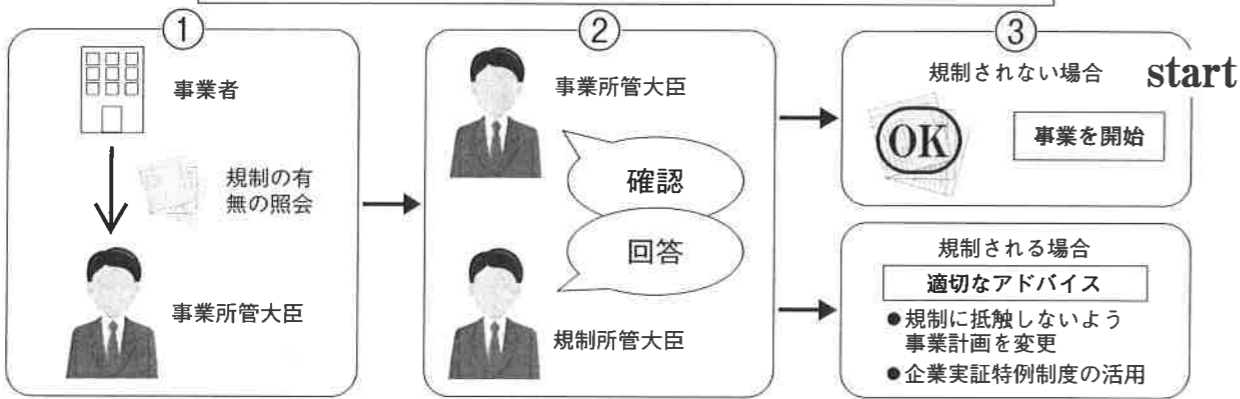 ①
事業者
規制の有
無の照会
事業所管大臣
②
事業所管大臣
確認
回答
規制所管大臣
③
規制されない場合
start
OK
事業を開始
規制される場合
適切なアドバイス
●規制に抵触しないよう
事業計画を変更
●企業実証特例制度の活用